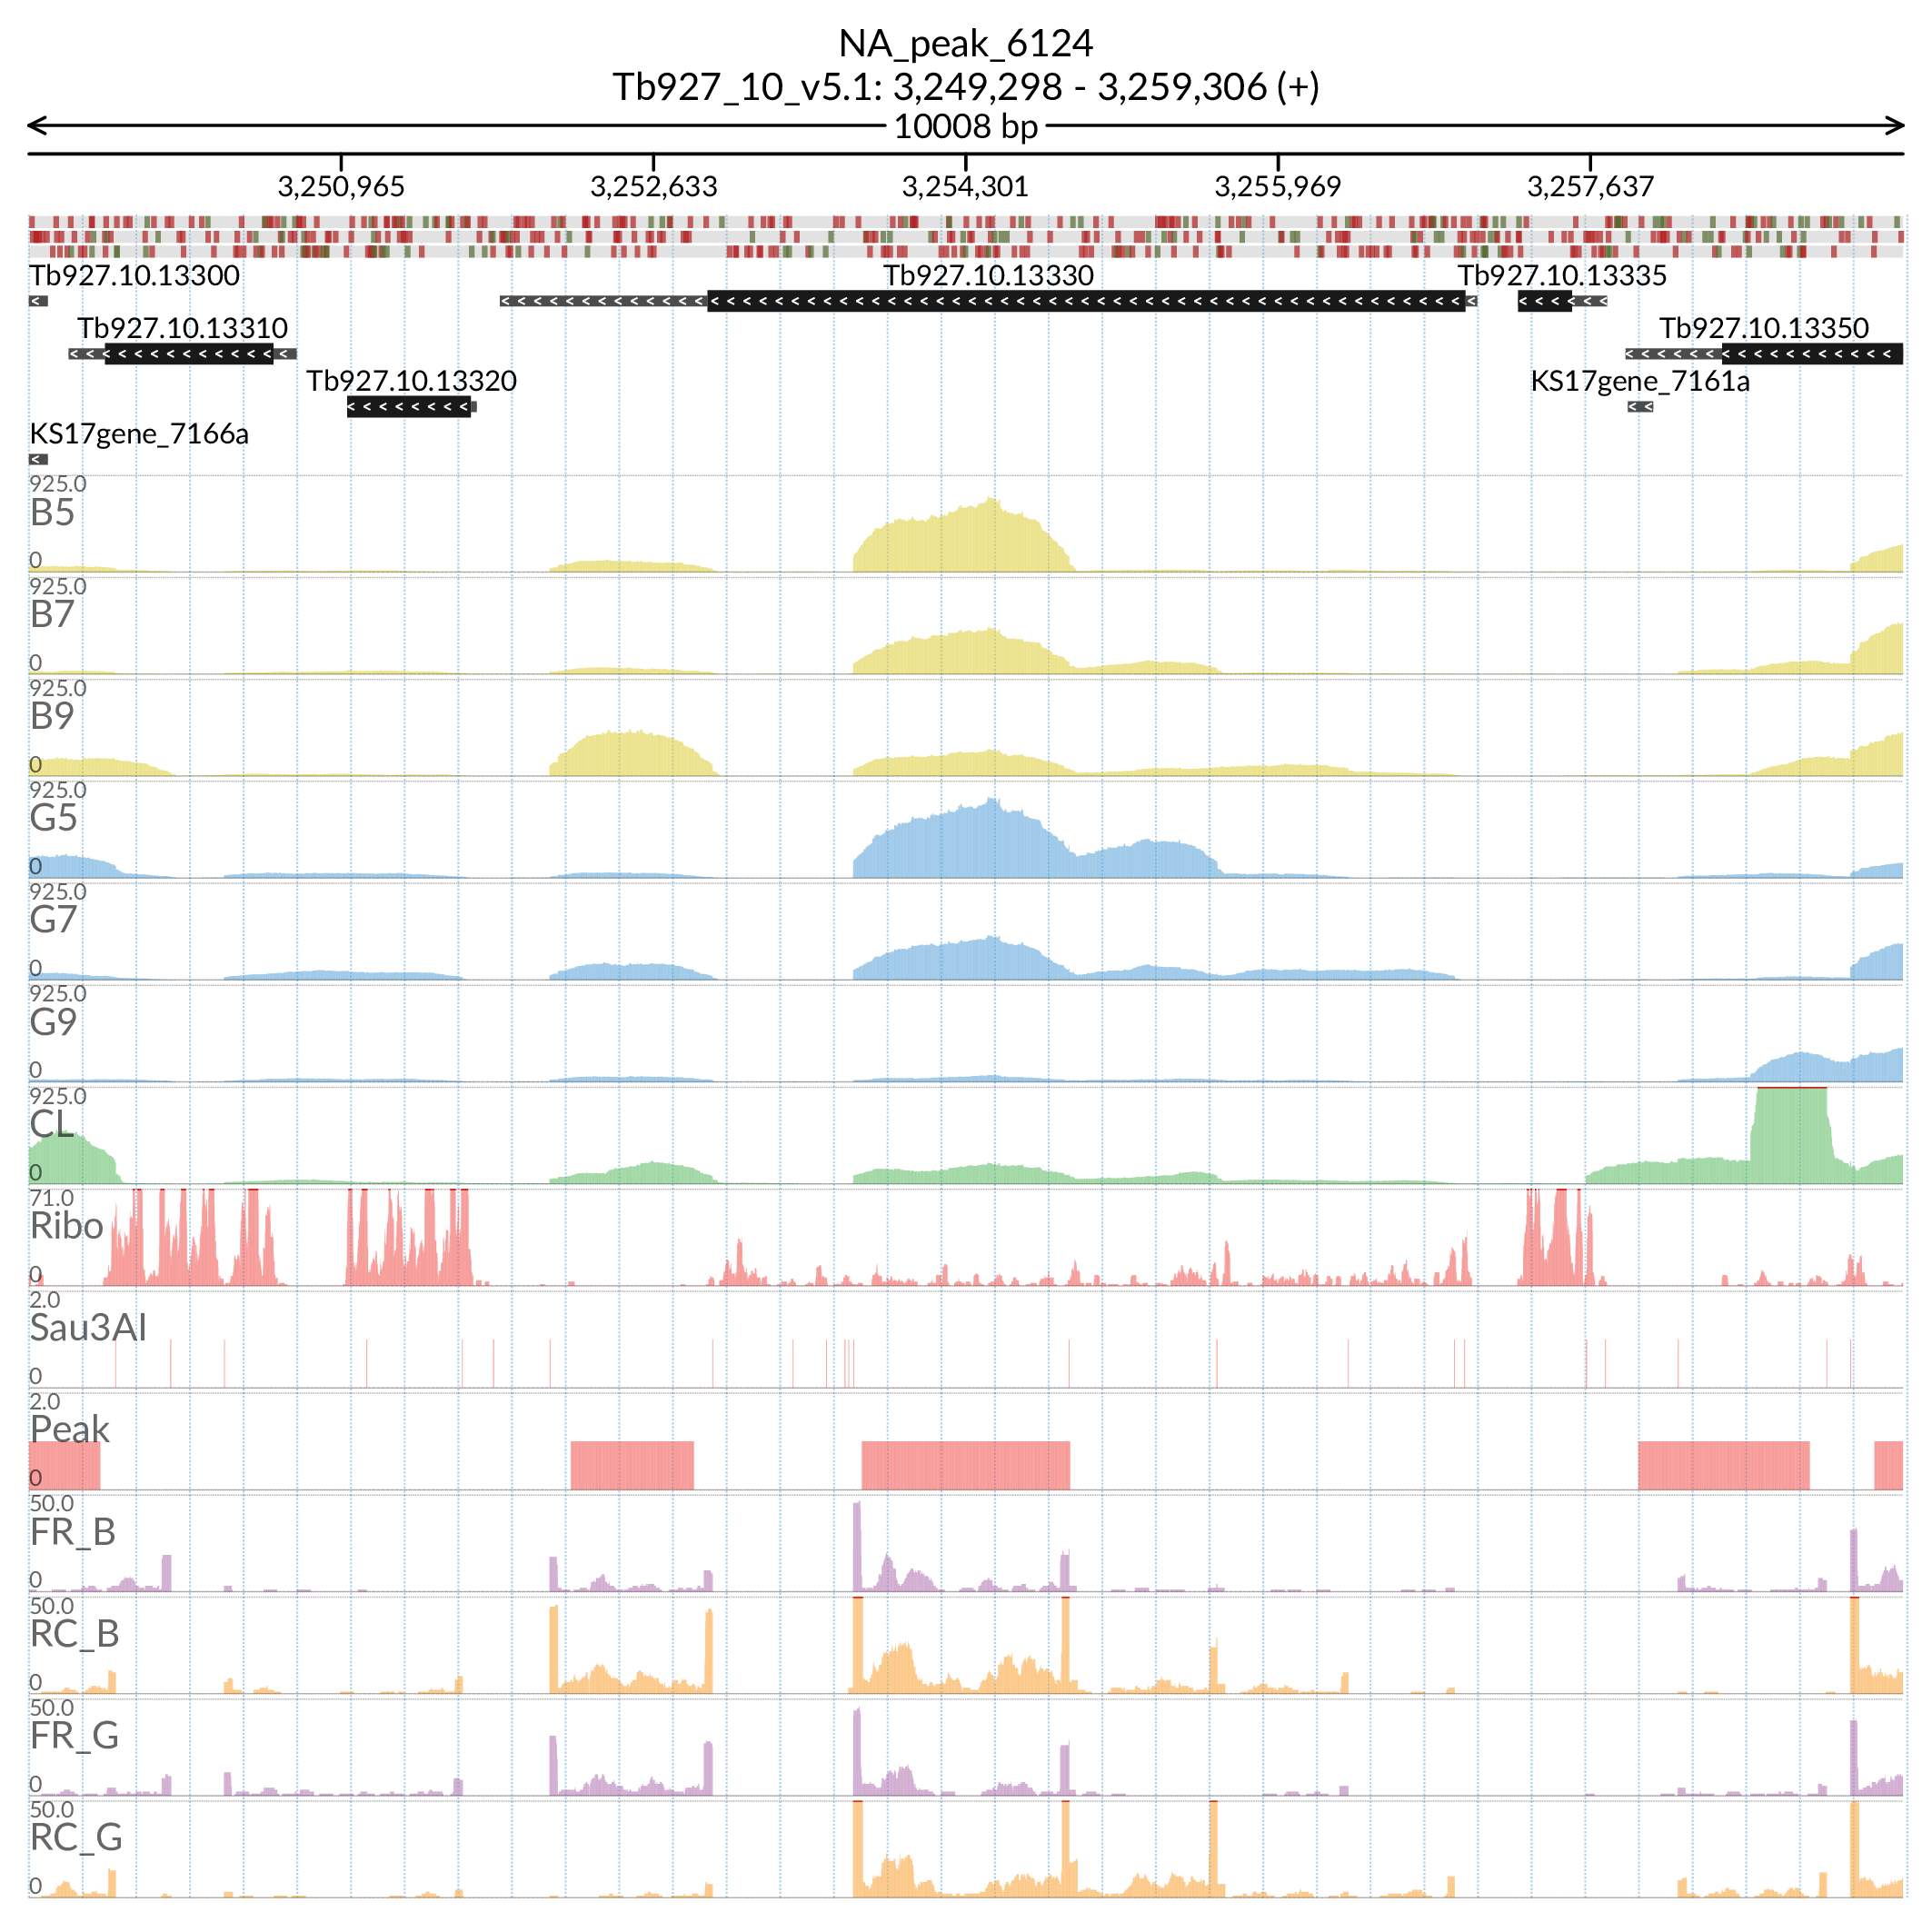 NA_peak_6124
Tb927_10_v5.1: 3,249,298 - 3,259,306 (+)
10008 bp
3,250,965 3,252,633 3,254,301 3,255,969 3,257,637
Tb927.10.13300 Tb927.10.13330 Tb927.10.13335
Tb927.10.13310 Tb927.10.13350
Tb927.10.13320 KS17gene_7161a
KS17gene_7166a
925.0
B5
0
925.0
B7
0
925.0
B9
0
925.0
G5
0
925.0
G7
0
925.0
G9
0
925.0
CL
0
71.0
Ribo
0
2.0
Sau3AI
0
2.0
Peak
0
50.0
FR_B
0
50.0
RC_B
0
50.0
FR_G
0
50.0
RC_G
0